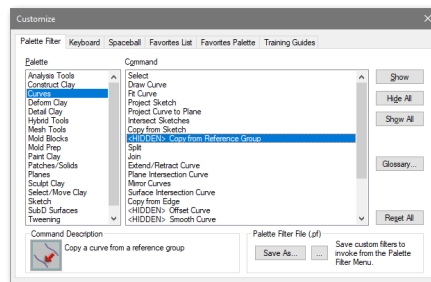 Customize
Palette Filter Keyboard Spaceball Favorites List Favorites Palette Training Guides
Palette
Command
Analysis Tools
Construct Clay
Curves
Deform Clay
Detail Clay
Hybrid Tools
Mesh Tools
Mold Blocks
Mold Prep
Paint Clay
Patches/Solids
Planes
Sculpt Clay
Select/Move Clay
Sketch
SubD Surfaces
Tweening
Select
Draw Curve
Fit Curve
Project Sketch
Project Curve to Plane
Intersect Sketches
Copy from Sketch
<HIDDEN> Copy from Reference Group
Split
Join
Extend/Retract Curve
Plane Intersection Curve
Mirror Curves
Surface Intersection Curve
Copy from Edge
<HIDDEN> Offset Curve
<HIDDEN> Smooth Curve
Show
Hide All
Show All
Glossary...
Reset All
Command Description
Copy a curve from a reference group
Palette Filter File (.pf)
Save As...
...
Save custom filters to
invoke from the Palette
Filter Menu.